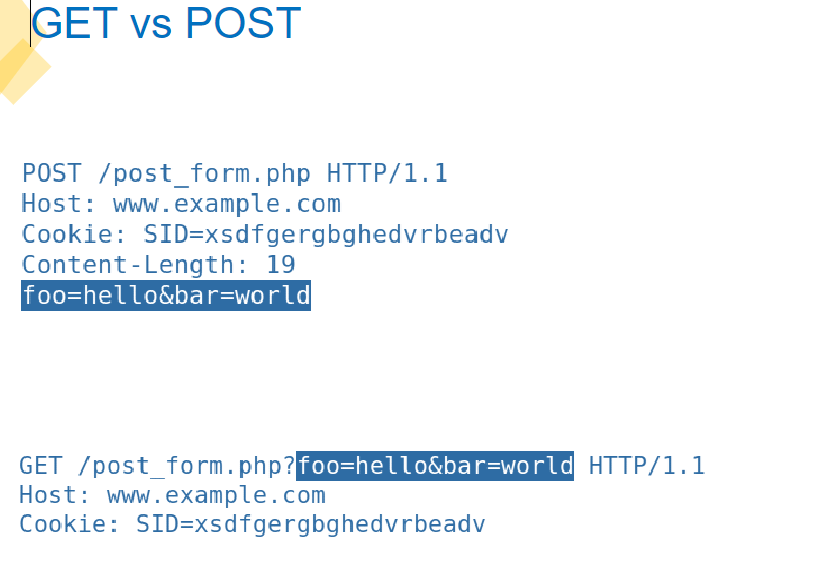 GET vs POST
POST /post_form.php HTTP/1.1
Host: www.example.com
Cookie: SID=xsdfgergbghedvrbeadv
Content-Length: 19
foo=hello&bar=world
GET /post_form.php?foo=hello&bar=world HTTP/1.1
Host: www.example.com
Cookie: SID=xsdfgergbghedvrbeadv